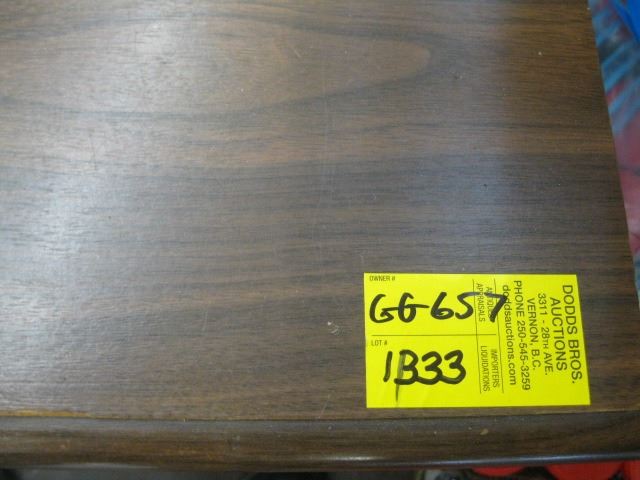 OWNER #
GG657
LOT #
1B33
DODDS BROS.
AUCTIONS
3311 - 28TH AVE.
VERNON, B.C.
PHONE 250-545-3259
doddsauctions.com
ANTIQUE
APPRAISALS
IMPORTERS
LIQUIDATIONS